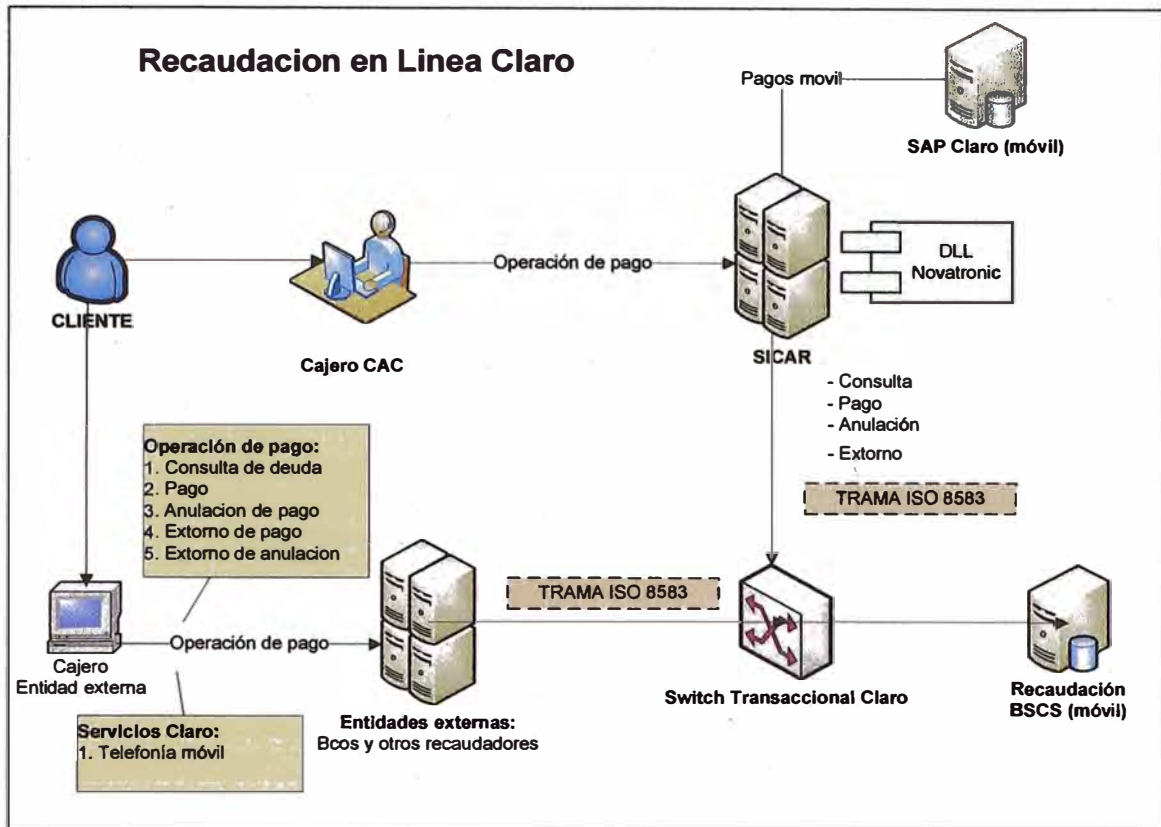 Recaudacion en Linea Claro
Pagos movil
SAP Claro (móvil)
DLL
Novatronic
Operación de pago
CLIENTE
Cajero CAC
SICAR
- Consulta
- Pago
- Anulación
- Extorno
TRAMA ISO 8583
Operación de pago:
1. Consulta de deuda
2. Pago
3. Anulacion de pago
4. Extorno de pago
5. Extorno de anulacion
TRAMA ISO 8583
Operación de pago
Cajero
Entidad externa
Entidades externas:
Bcos y otros recaudadores
Switch Transaccional Claro
Recaudación
BSCS (móvil)
Servicios Claro:
1. Telefonía móvil